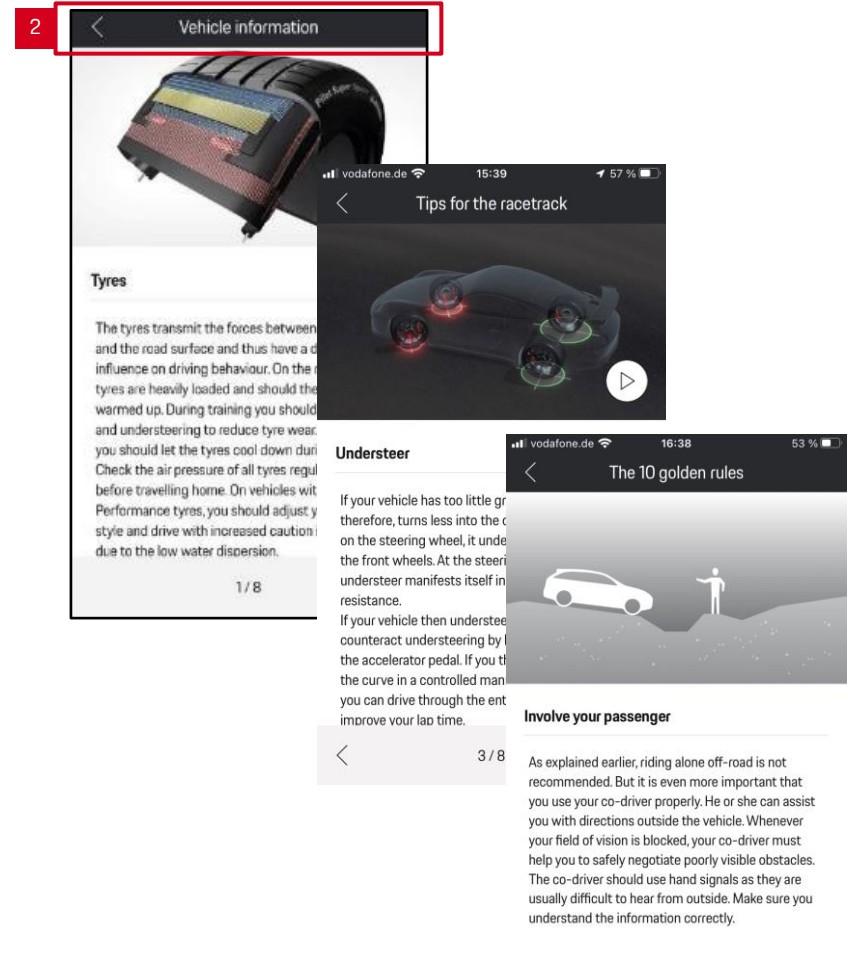 2
Vehicle information
Pilot Super Sport
Tyres
The tyres transmit the forces between
and the road surface and thus have a d
influence on driving behaviour. On the
tyres are heavily loaded and should the
warmed up. During training you should
and understeering to reduce tyre wear.
you should let the tyres cool down duri
Check the air pressure of all tyres regul
before travelling home. On vehicles wit
Performance tyres, you should adjust y
style and drive with increased caution i
due to the low water dispersion.
1/8
vodafone.de 15:39 57 %
Tips for the racetrack
Understeer
If your vehicle has too little gr
therefore, turns less into the c
on the steering wheel, it unde
the front wheels. At the steeri
understeer manifests itself in
resistance.
If your vehicle then understee
counteract understeering by
the accelerator pedal. If you th
the curve in a controlled man
you can drive through the ent
improve your lap time.
3/8
vodafone.de 16:38 53 %
The 10 golden rules
Involve your passenger
As explained earlier, riding alone off-road is not
recommended. But it is even more important that
you use your co-driver properly. He or she can assist
you with directions outside the vehicle. Whenever
your field of vision is blocked, your co-driver must
help you to safely negotiate poorly visible obstacles.
The co-driver should use hand signals as they are
usually difficult to hear from outside. Make sure you
understand the information correctly.